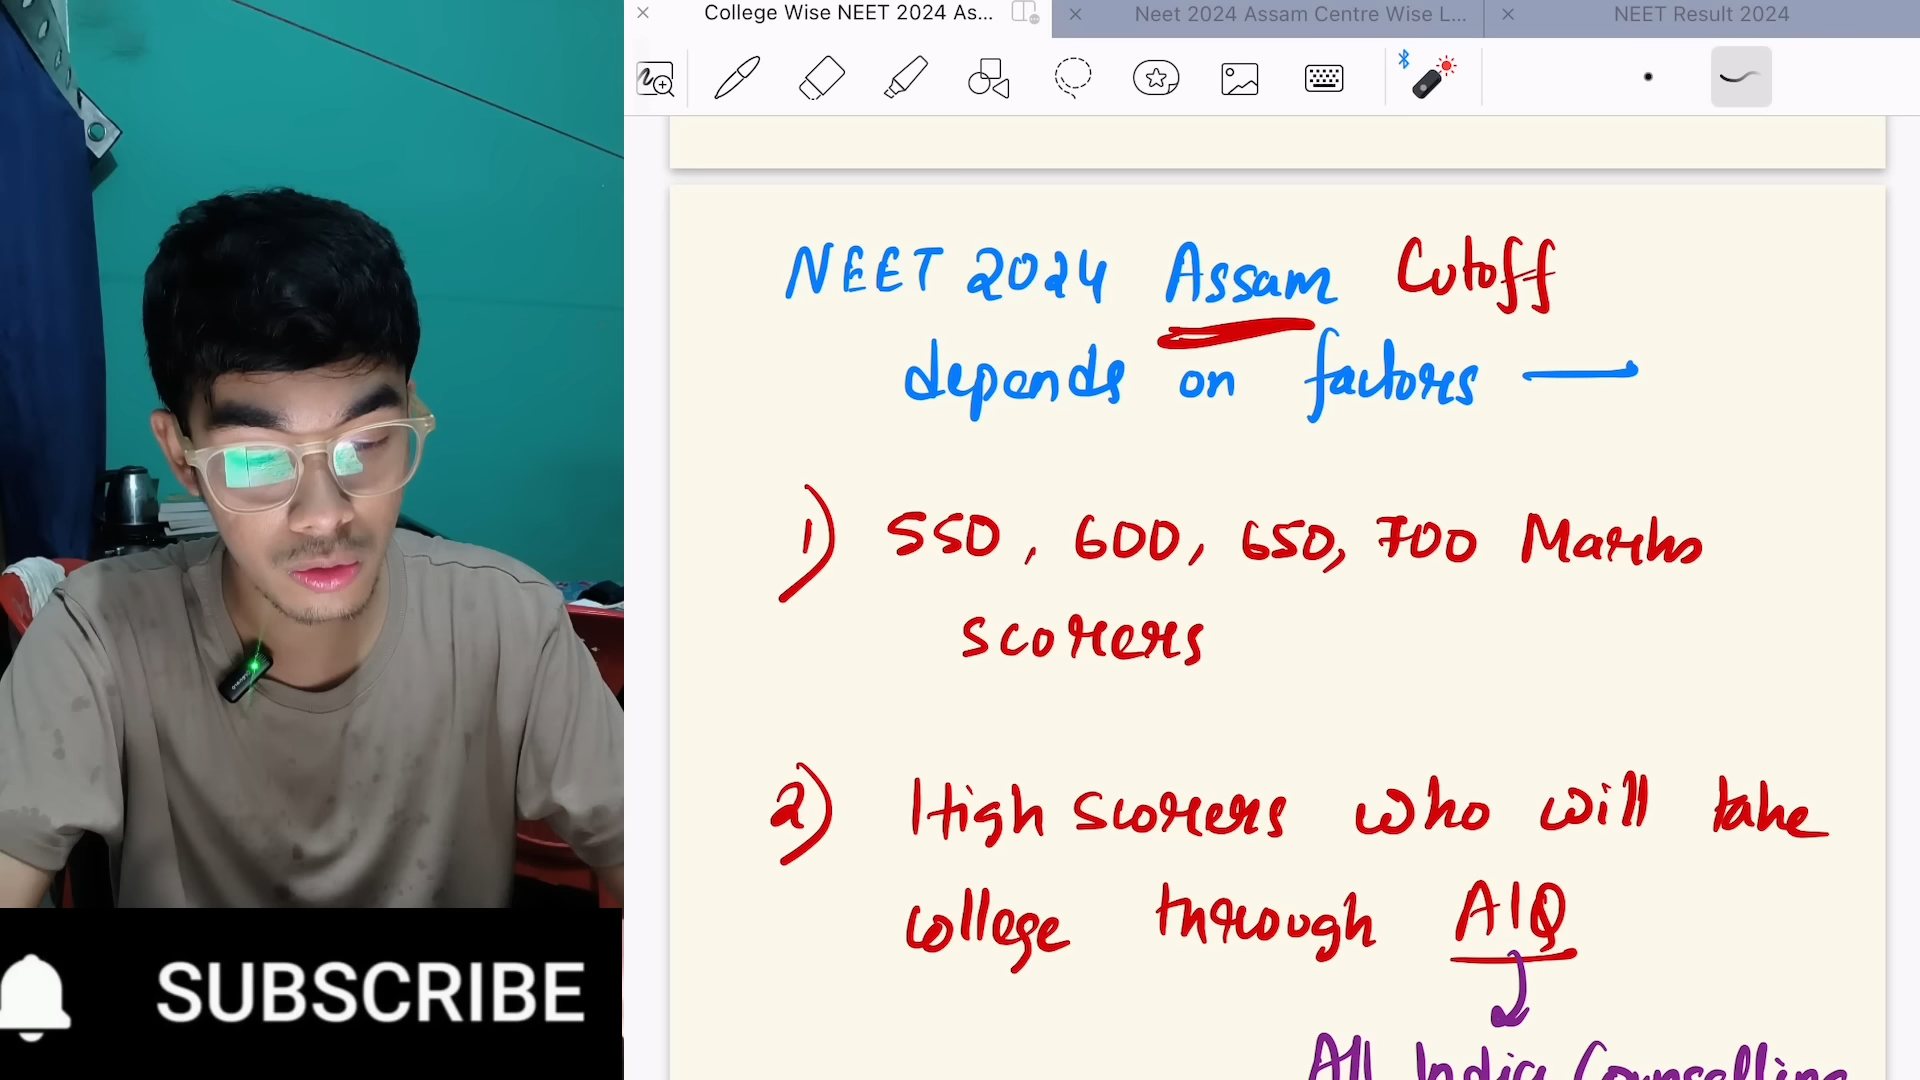 College Wise NEET 2024 As...
Neet 2024 Assam Centre Wise L...
NEET Result 2024
NEET 2024 Assam Cutoff
depends on factors —
1) 550, 600, 650, 700 Marks
scorers
2) High scorers who will take
college through AIQ
All India Counselling
SUBSCRIBE